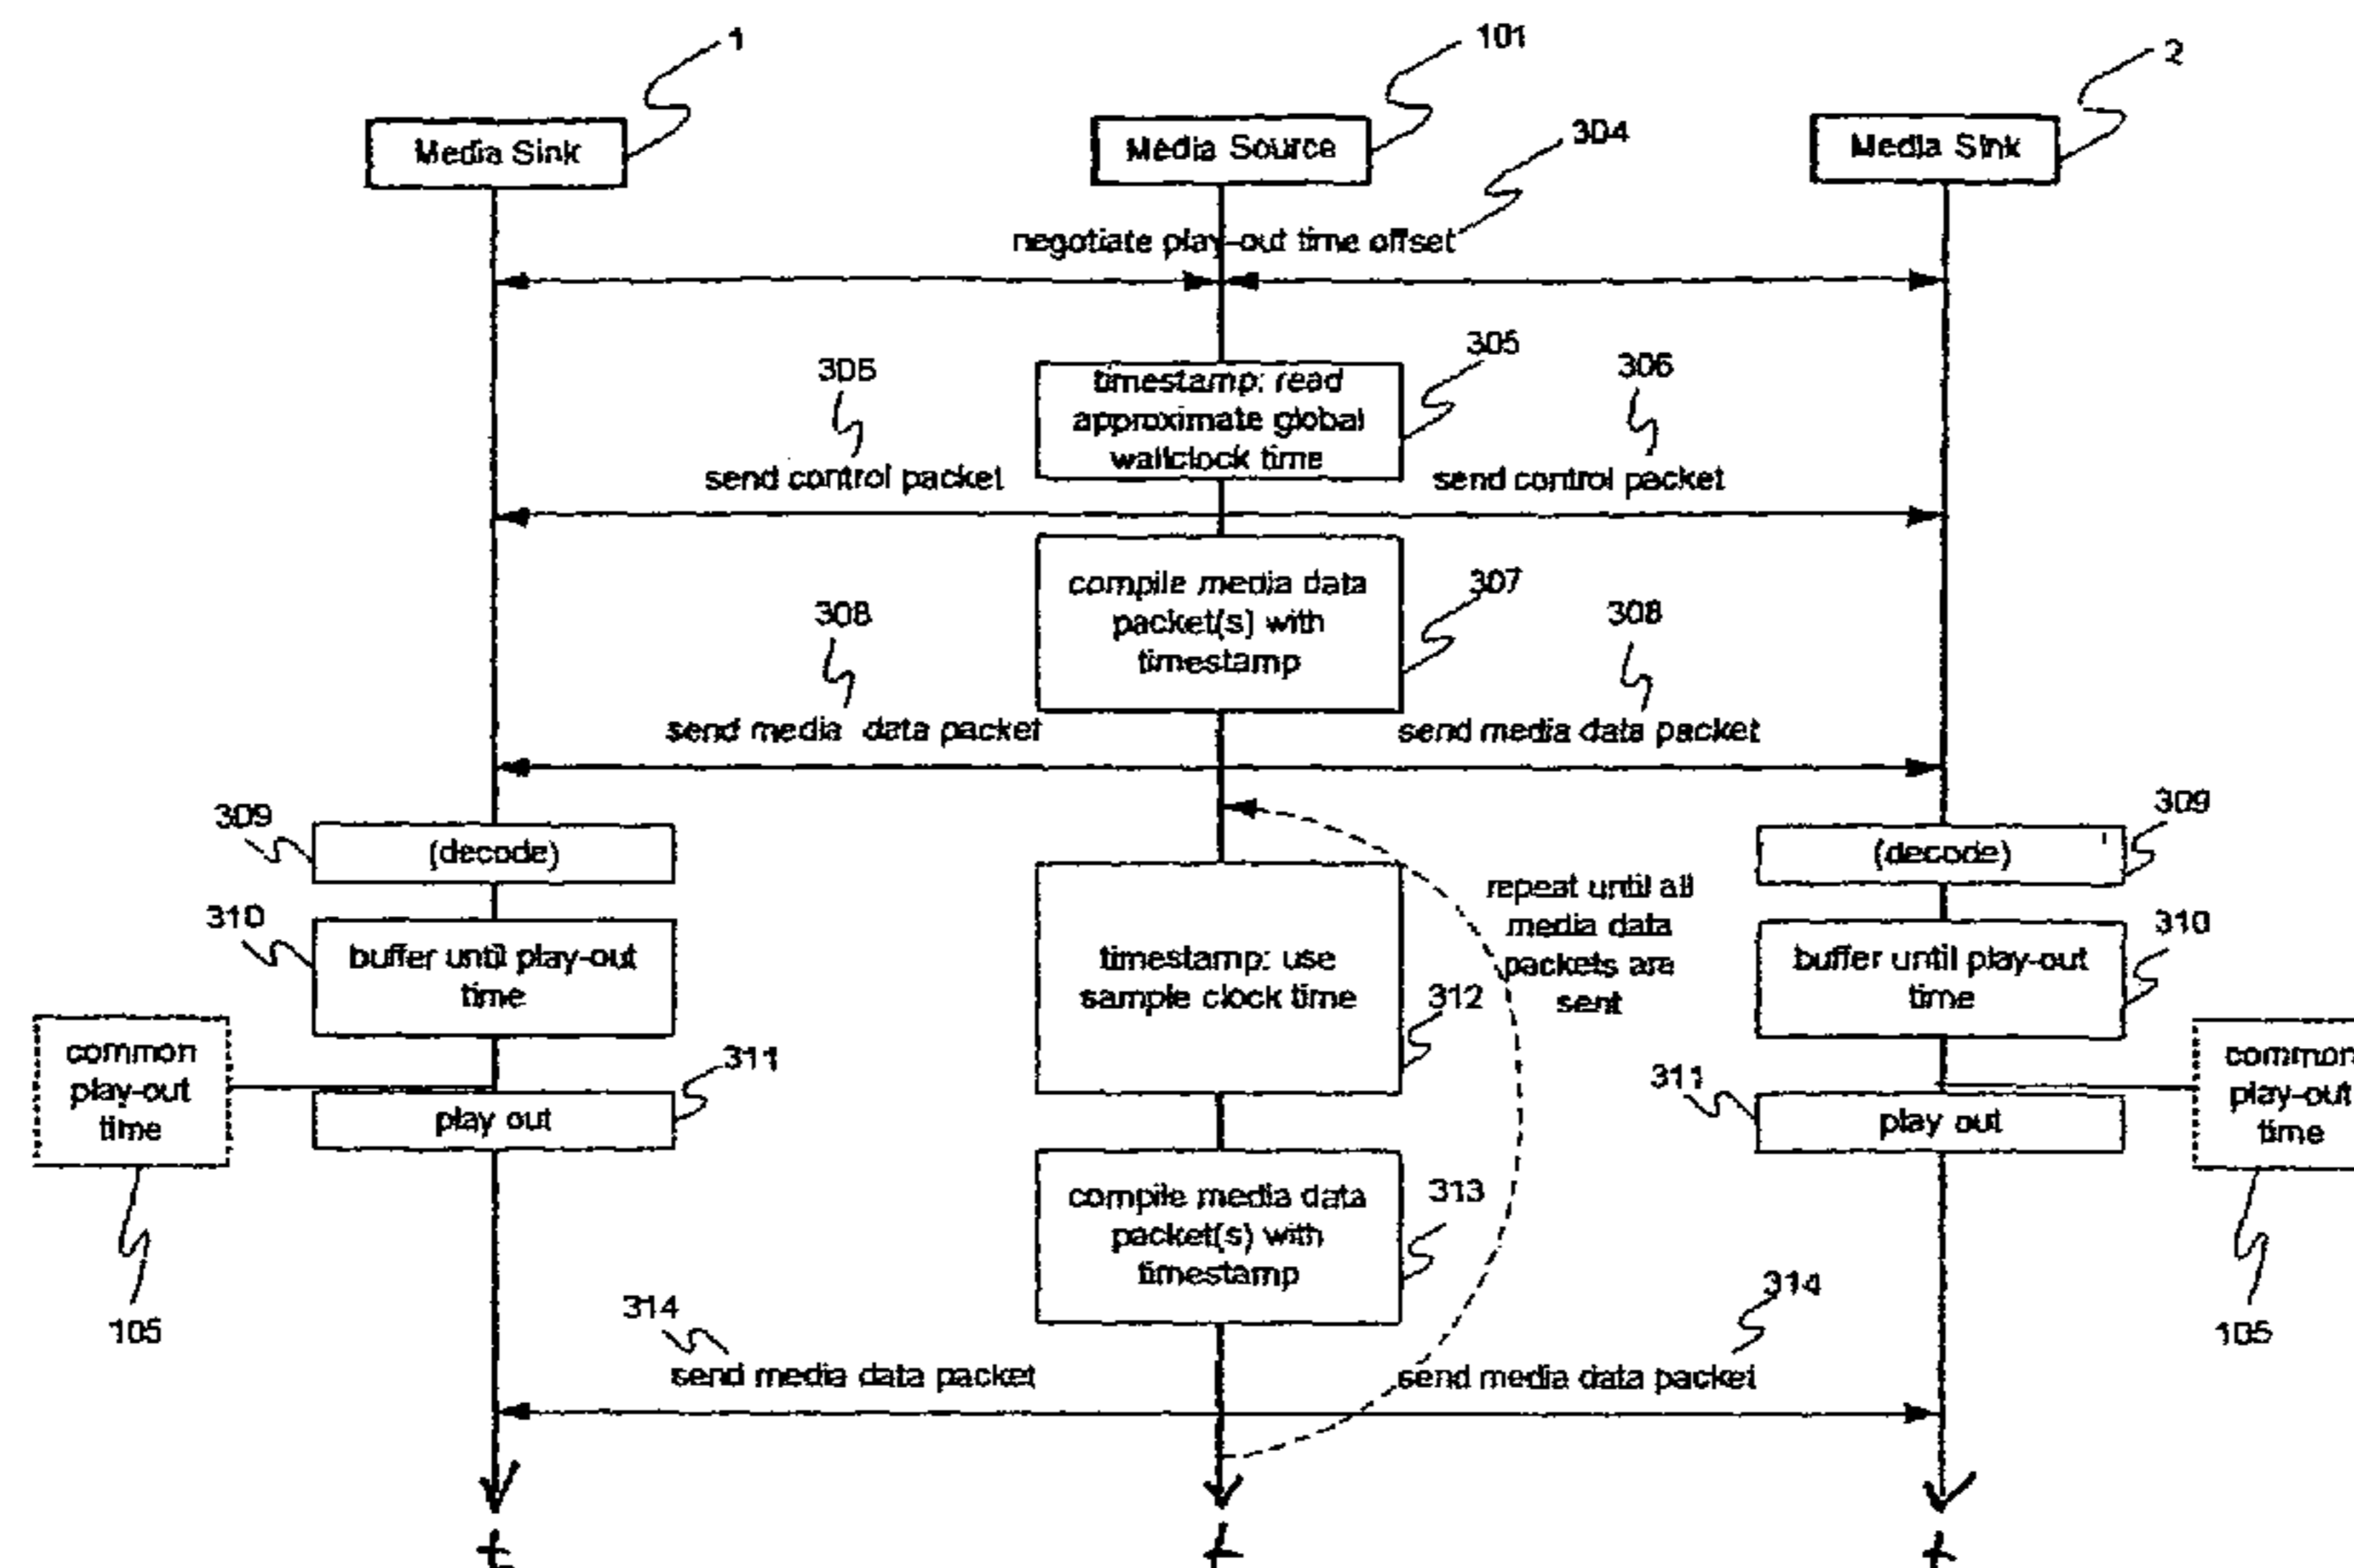 1
101
2
Media Sink
Media Source
Media Sink
304
negotiate play-out time offset
305
306
306
timestamp: read
approximate global
wallclock time
send control packet
send control packet
307
compile media data
packet(s) with
timestamp
308
308
send media data packet
send media data packet
309
309
(decode)
(decode)
310
310
buffer until play-out
time
buffer until play-out
time
timestamp: use
sample clock time
312
repeat until all
media data
packets are
sent
common
play-out
time
common
play-out
time
311
311
play out
play out
compile media data
packet(s) with
timestamp
313
105
105
314
314
send media data packet
send media data packet
t
t
t